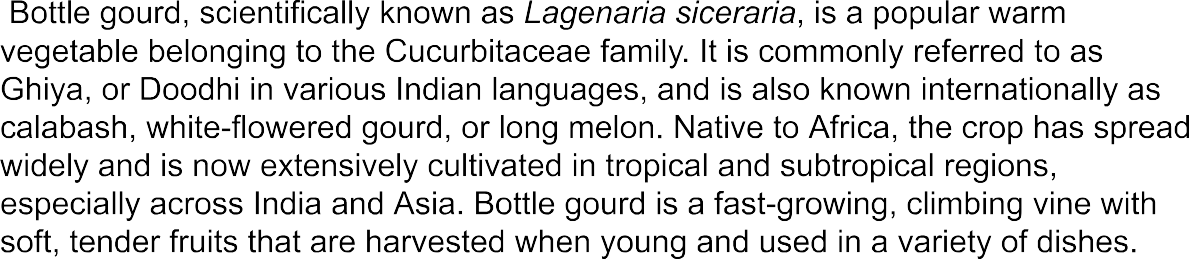 Bottle gourd, scientifically known as Lagenaria siceraria, is a popular warm
vegetable belonging to the Cucurbitaceae family. It is commonly referred to as
Ghiya, or Doodhi in various Indian languages, and is also known internationally as
calabash, white-flowered gourd, or long melon. Native to Africa, the crop has spread
widely and is now extensively cultivated in tropical and subtropical regions,
especially across India and Asia. Bottle gourd is a fast-growing, climbing vine with
soft, tender fruits that are harvested when young and used in a variety of dishes.